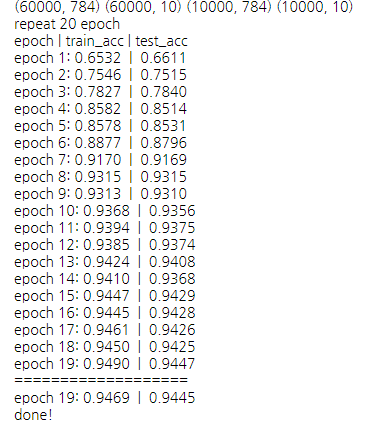 (60000, 784) (60000, 10) (10000, 784) (10000, 10)
repeat 20 epoch
epoch | train_acc | test_acc
epoch 1: 0.6532 | 0.6611
epoch 2: 0.7546 | 0.7515
epoch 3: 0.7827 | 0.7840
epoch 4: 0.8582 | 0.8514
epoch 5: 0.8578 | 0.8531
epoch 6: 0.8877 | 0.8796
epoch 7: 0.9170 | 0.9169
epoch 8: 0.9315 | 0.9315
epoch 9: 0.9313 | 0.9310
epoch 10: 0.9368 | 0.9356
epoch 11: 0.9394 | 0.9375
epoch 12: 0.9385 | 0.9374
epoch 13: 0.9424 | 0.9408
epoch 14: 0.9410 | 0.9368
epoch 15: 0.9447 | 0.9429
epoch 16: 0.9445 | 0.9428
epoch 17: 0.9461 | 0.9426
epoch 18: 0.9450 | 0.9425
epoch 19: 0.9490 | 0.9447
====================
epoch 19: 0.9469 | 0.9445
done!